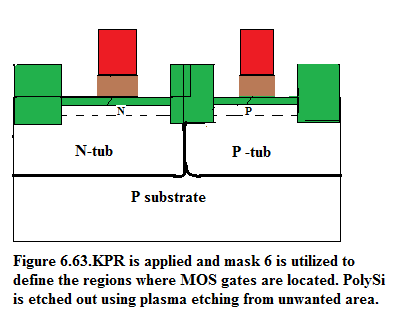 N P
N-tub P -tub
P substrate
Figure 6.63.KPR is applied and mask 6 is utilized to
define the regions where MOS gates are located. PolySi
is etched out using plasma etching from unwanted area.